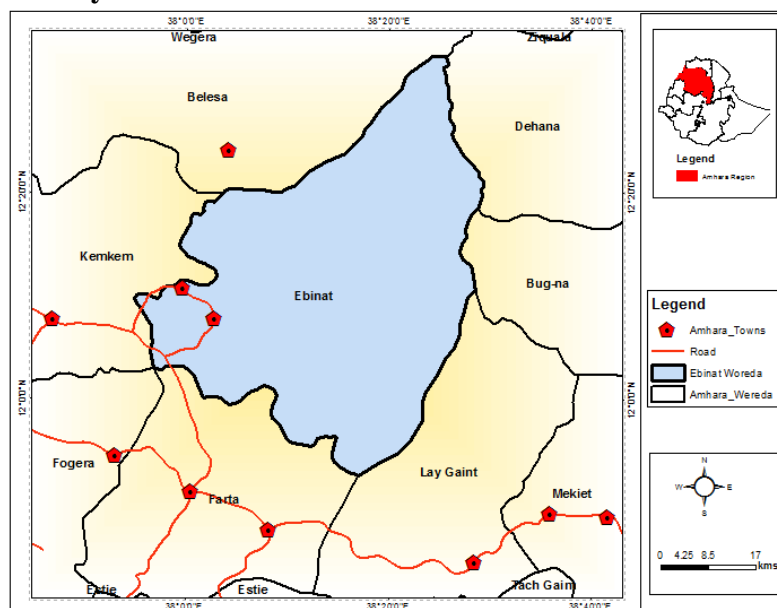 38°0'0"E
38°20'0"E
38°40'0"E
Wegera
Ziquala
Belesa
Dehana
12°20'0"N
12°20'0"N
Kemkem
Ebinat
Bug-na
12°0'0"N
12°0'0"N
Fogera
Lay Gaint
Farta
Mekiet
Estie
Estie
Tach Gaint
38°0'0"E
38°20'0"E
38°40'0"E
Legend
Amhara Region
Legend
Amhara_Towns
Road
Ebinat Woreda
Amhara_Wereda
N
W
E
S
0 4.25 8.5 17
kms